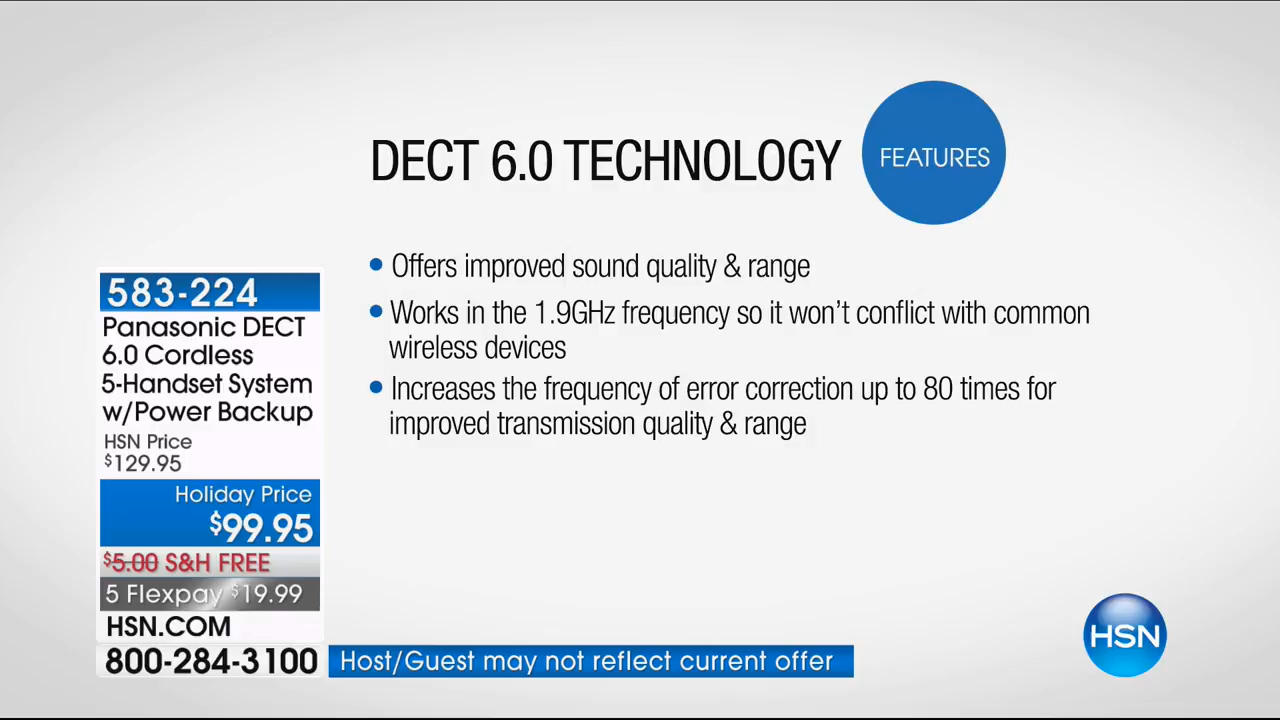 DECT 6.0 TECHNOLOGY
FEATURES
• Offers improved sound quality & range
• Works in the 1.9GHz frequency so it won't conflict with common
wireless devices
• Increases the frequency of error correction up to 80 times for
improved transmission quality & range
583-224
Panasonic DECT
6.0 Cordless
5-Handset System
w/Power Backup
HSN Price
$129.95
Holiday Price
$99.95
$5.00 S&H FREE
5 Flexpay $19.99
HSN.COM
800-284-3100
Host/Guest may not reflect current offer
HSN